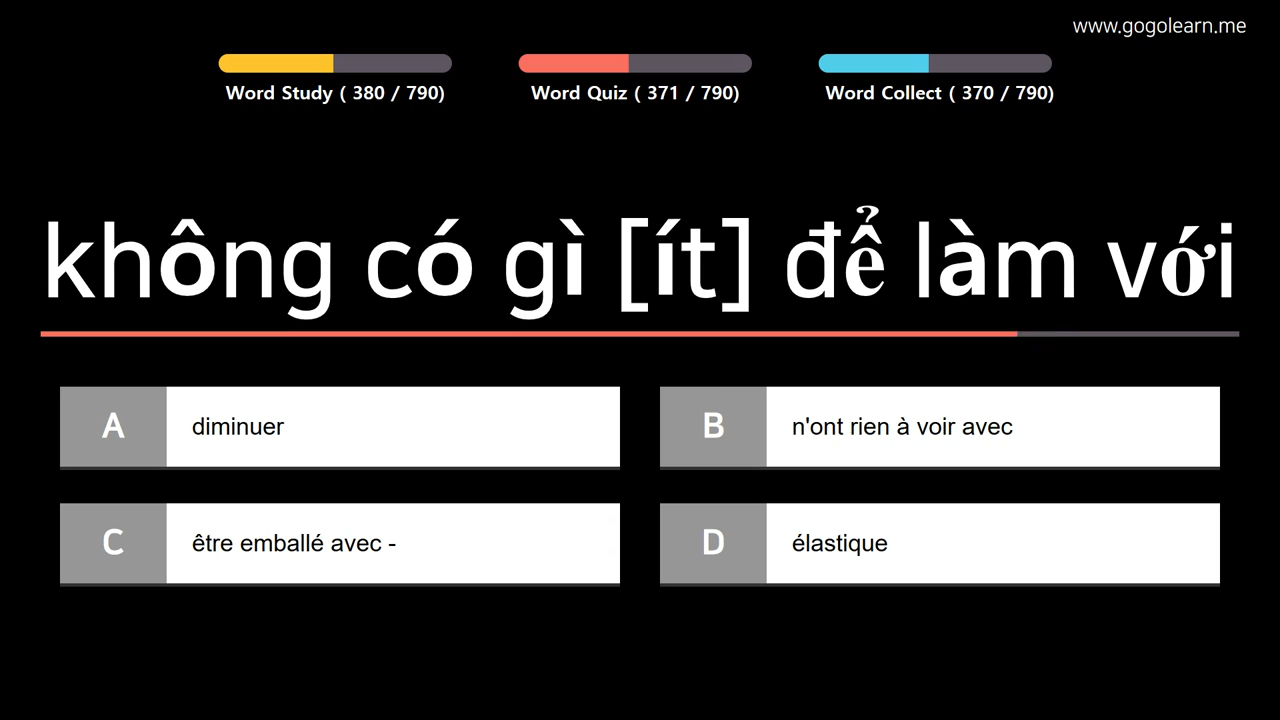 www.gogolearn.me
Word Study ( 380 / 790)
Word Quiz ( 371 / 790)
Word Collect ( 370 / 790)
không có gì [ít] để làm với
A diminuer
B n'ont rien à voir avec
C être emballé avec -
D élastique